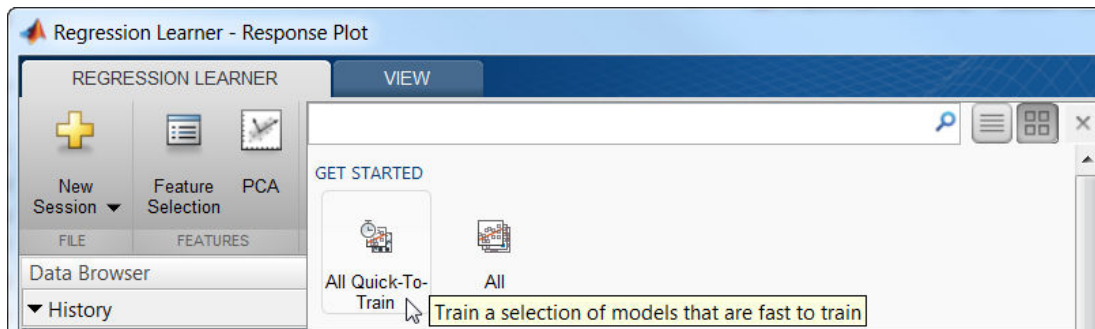 Regression Learner - Response Plot
REGRESSION LEARNER
VIEW
New
Session
Feature
Selection
PCA
FILE
FEATURES
GET STARTED
All Quick-To-
Train
All
Train a selection of models that are fast to train
Data Browser
History